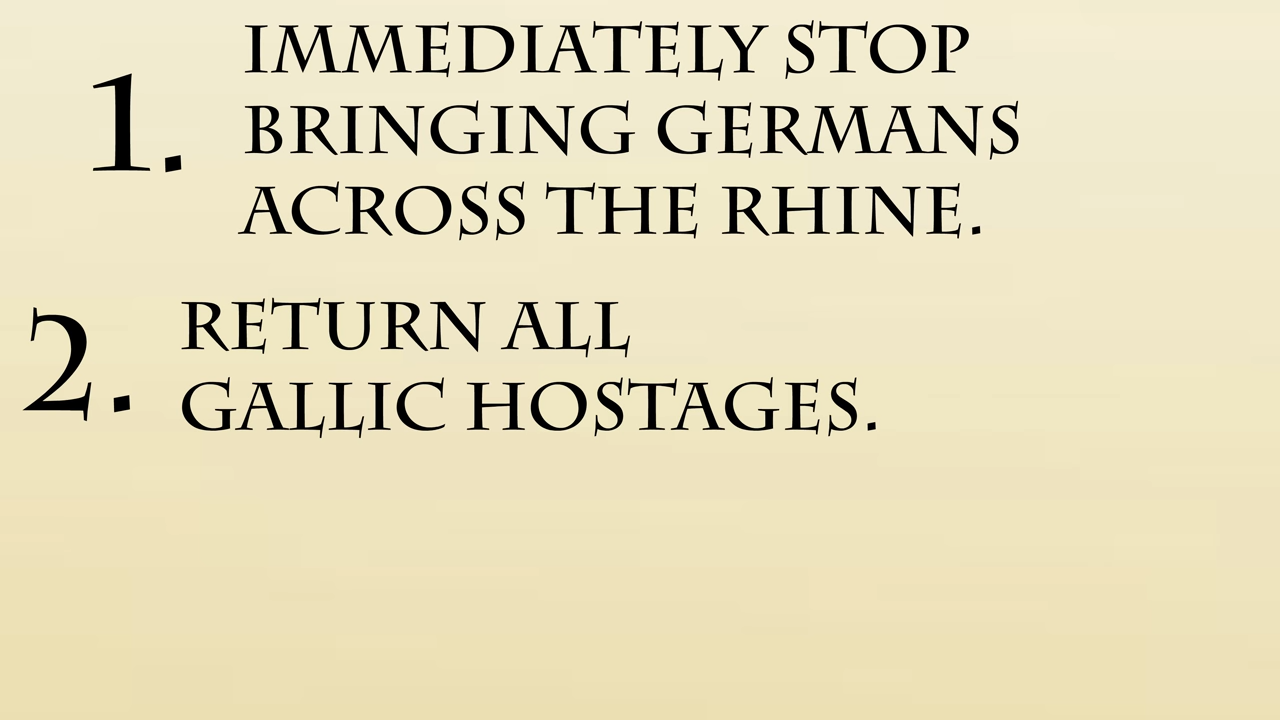 1. IMMEDIATELY STOP
BRINGING GERMANS
ACROSS THE RHINE.
2. RETURN ALL
GALLIC HOSTAGES.